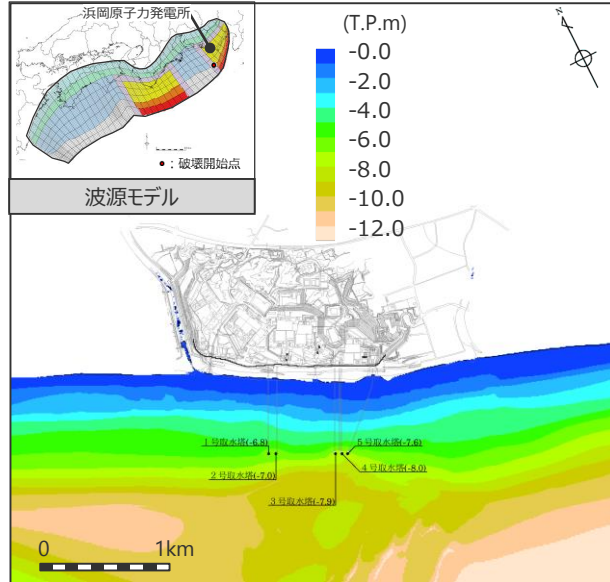 浜岡原子力発電所
●：破壊開始点
波源モデル
(T.P.m)
-0.0
-2.0
-4.0
-6.0
-8.0
-10.0
-12.0
1号取水塔(-6.8)
5号取水塔(-7.6)
2号取水塔(-7.0)
4号取水塔(-8.0)
3号取水塔(-7.9)
0 1km